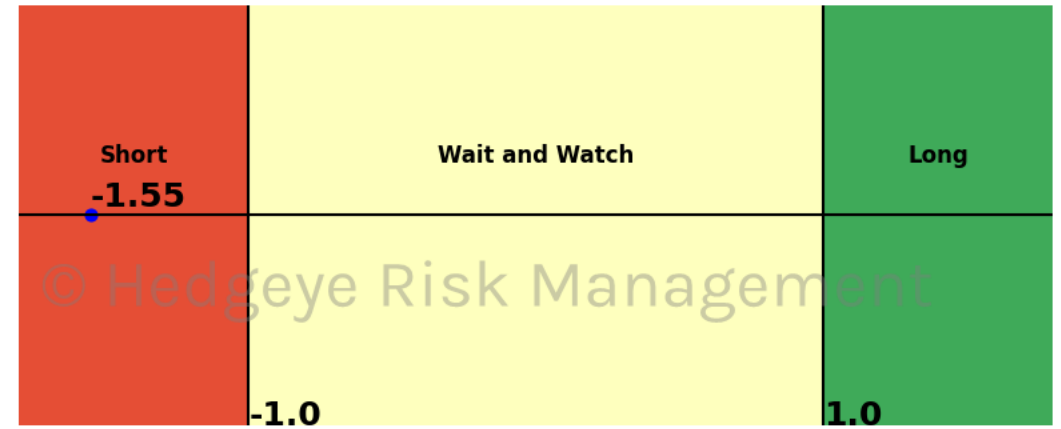 Short
Wait and Watch
Long
-1.55
© Hedgeye Risk Management
-1.0
1.0